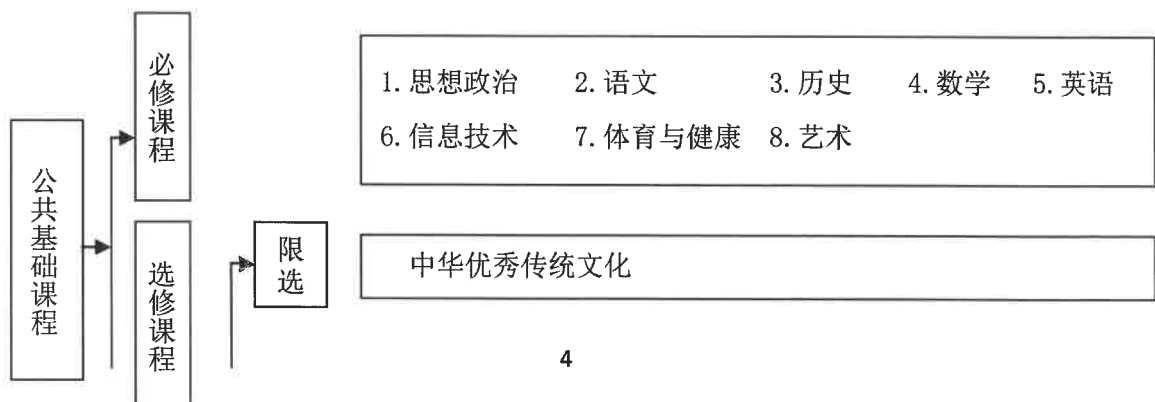 公共基础课程
必修课程
1.思想政治 2.语文 3.历史 4.数学 5.英语
6.信息技术 7.体育与健康 8.艺术
选修课程
限选
中华优秀传统文化
4